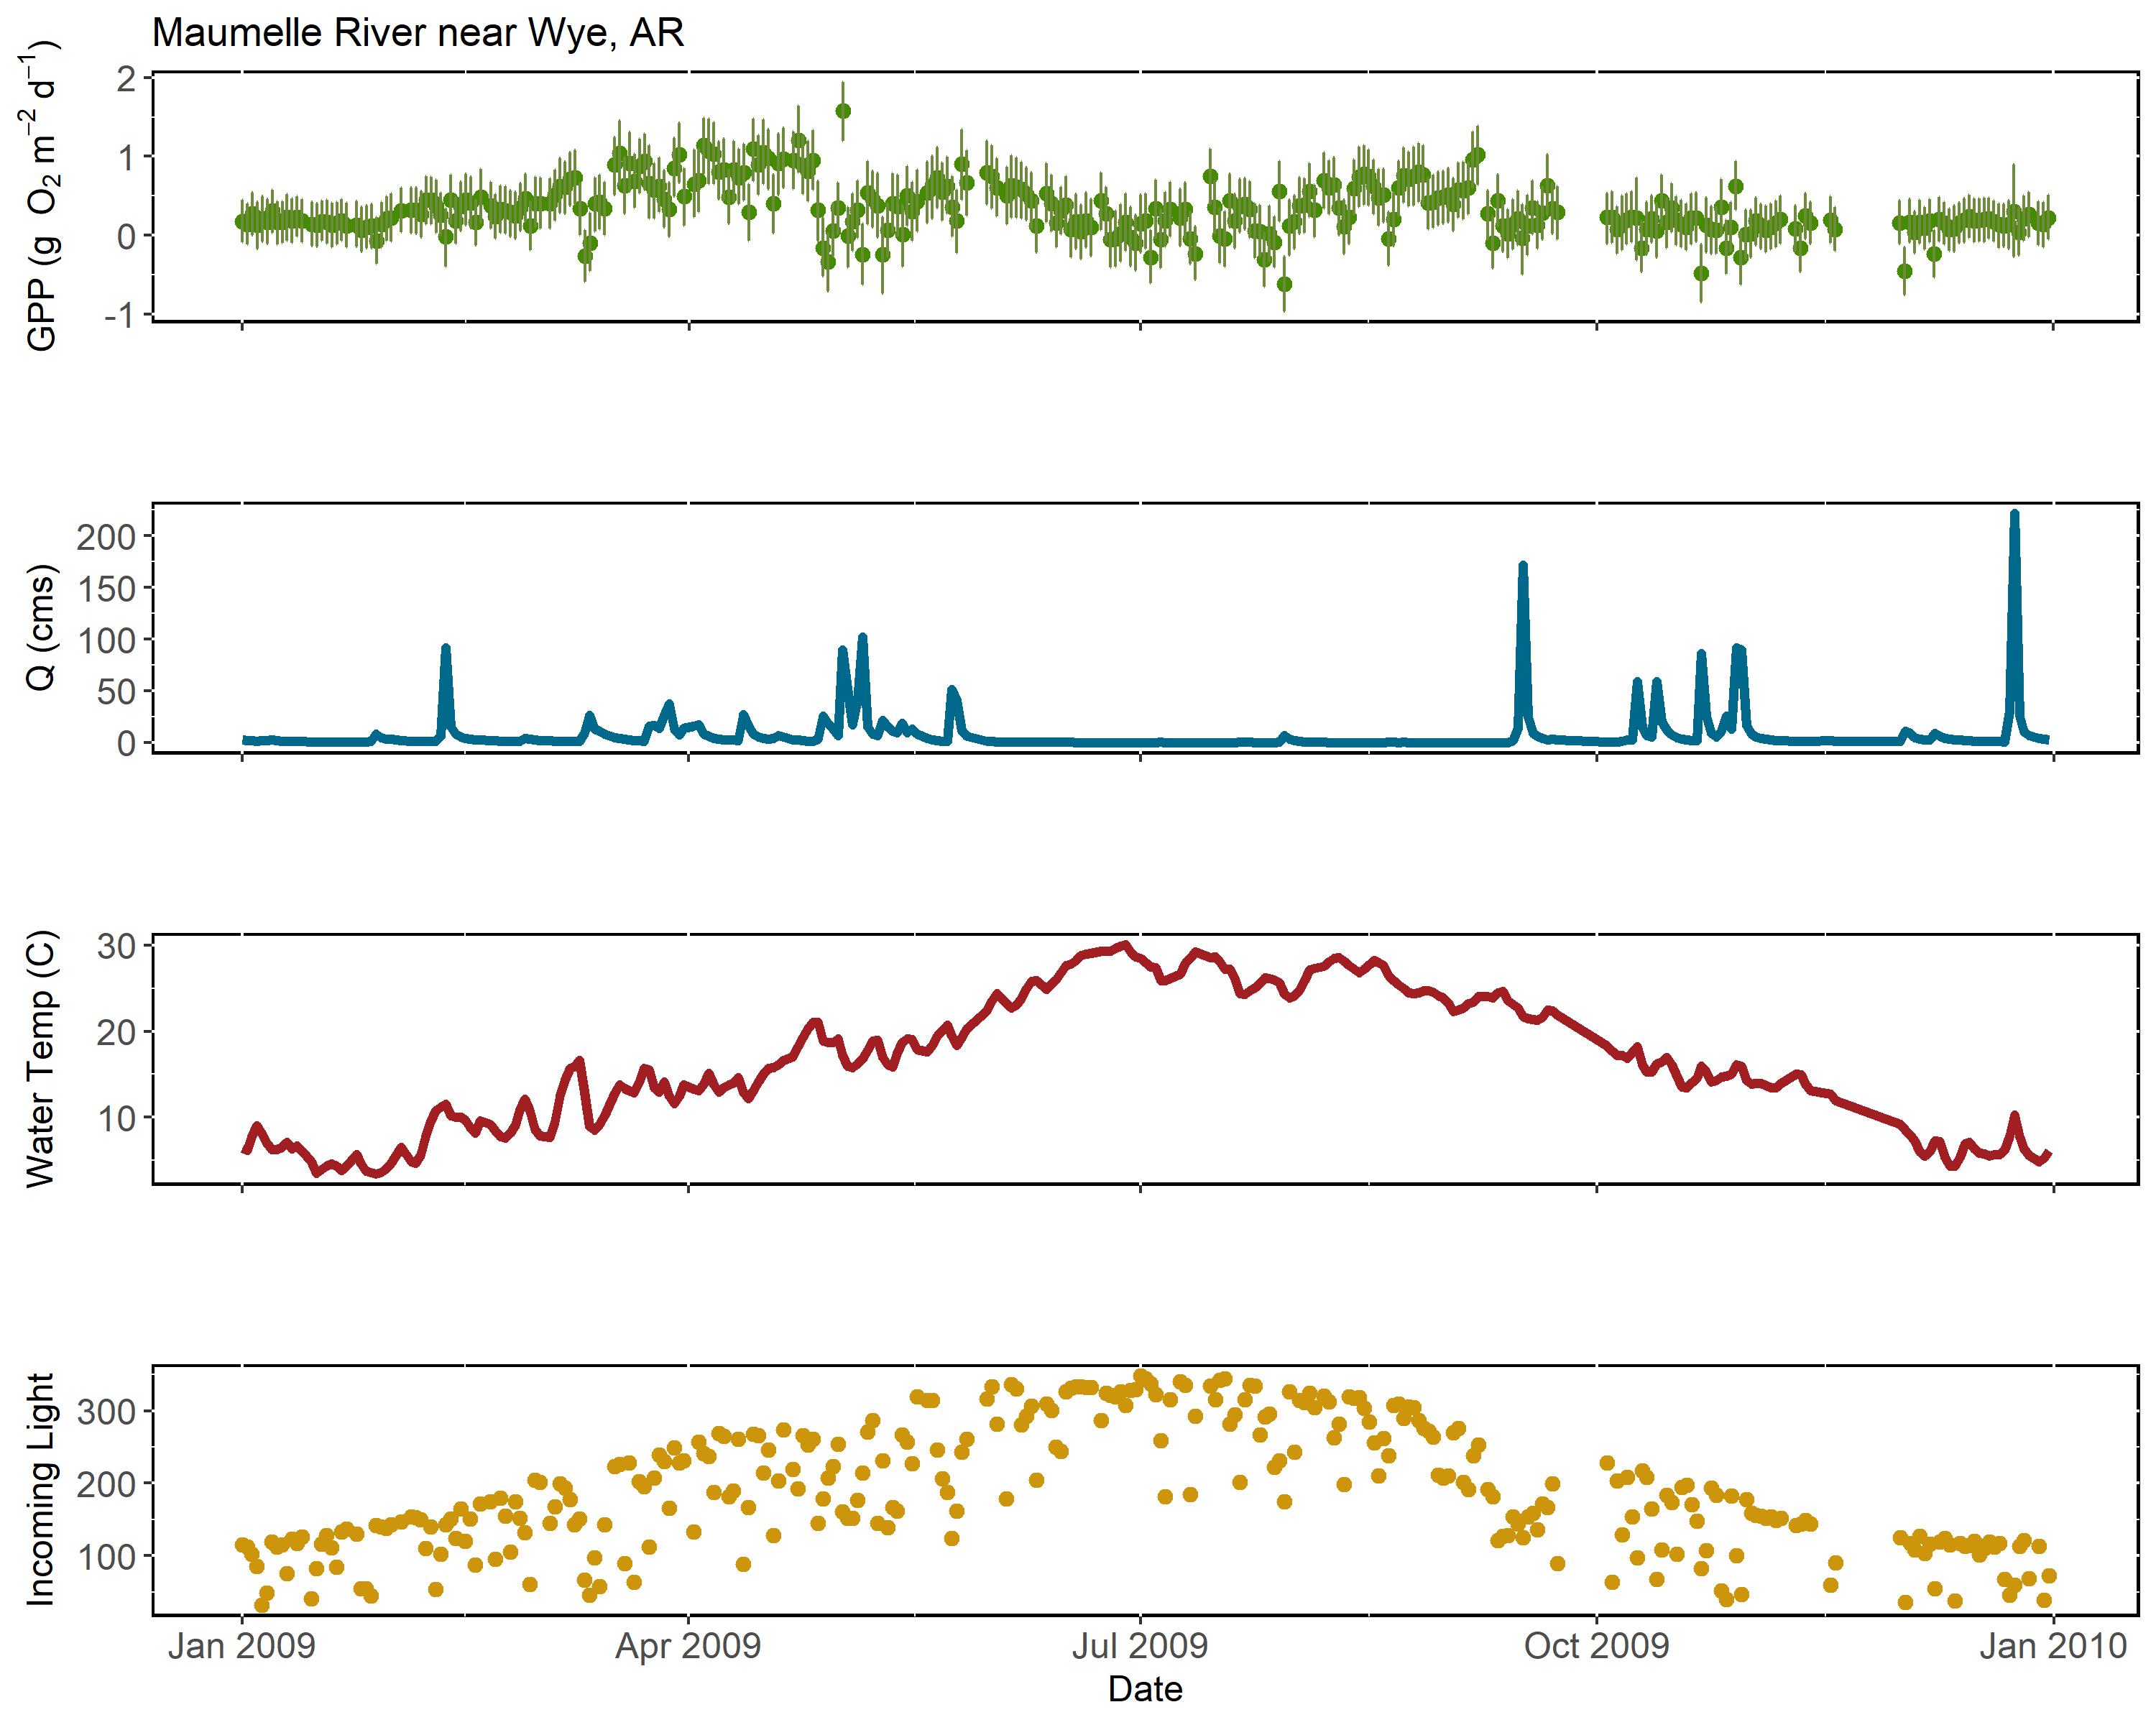 Maumelle River near Wye, AR
GPP (g O₂ m⁻² d⁻¹)
2
1
0
-1
Q (cms)
200
150
100
50
0
Water Temp (C)
30
20
10
Incoming Light
300
200
100
Jan 2009 Apr 2009 Jul 2009 Oct 2009 Jan 2010
Date